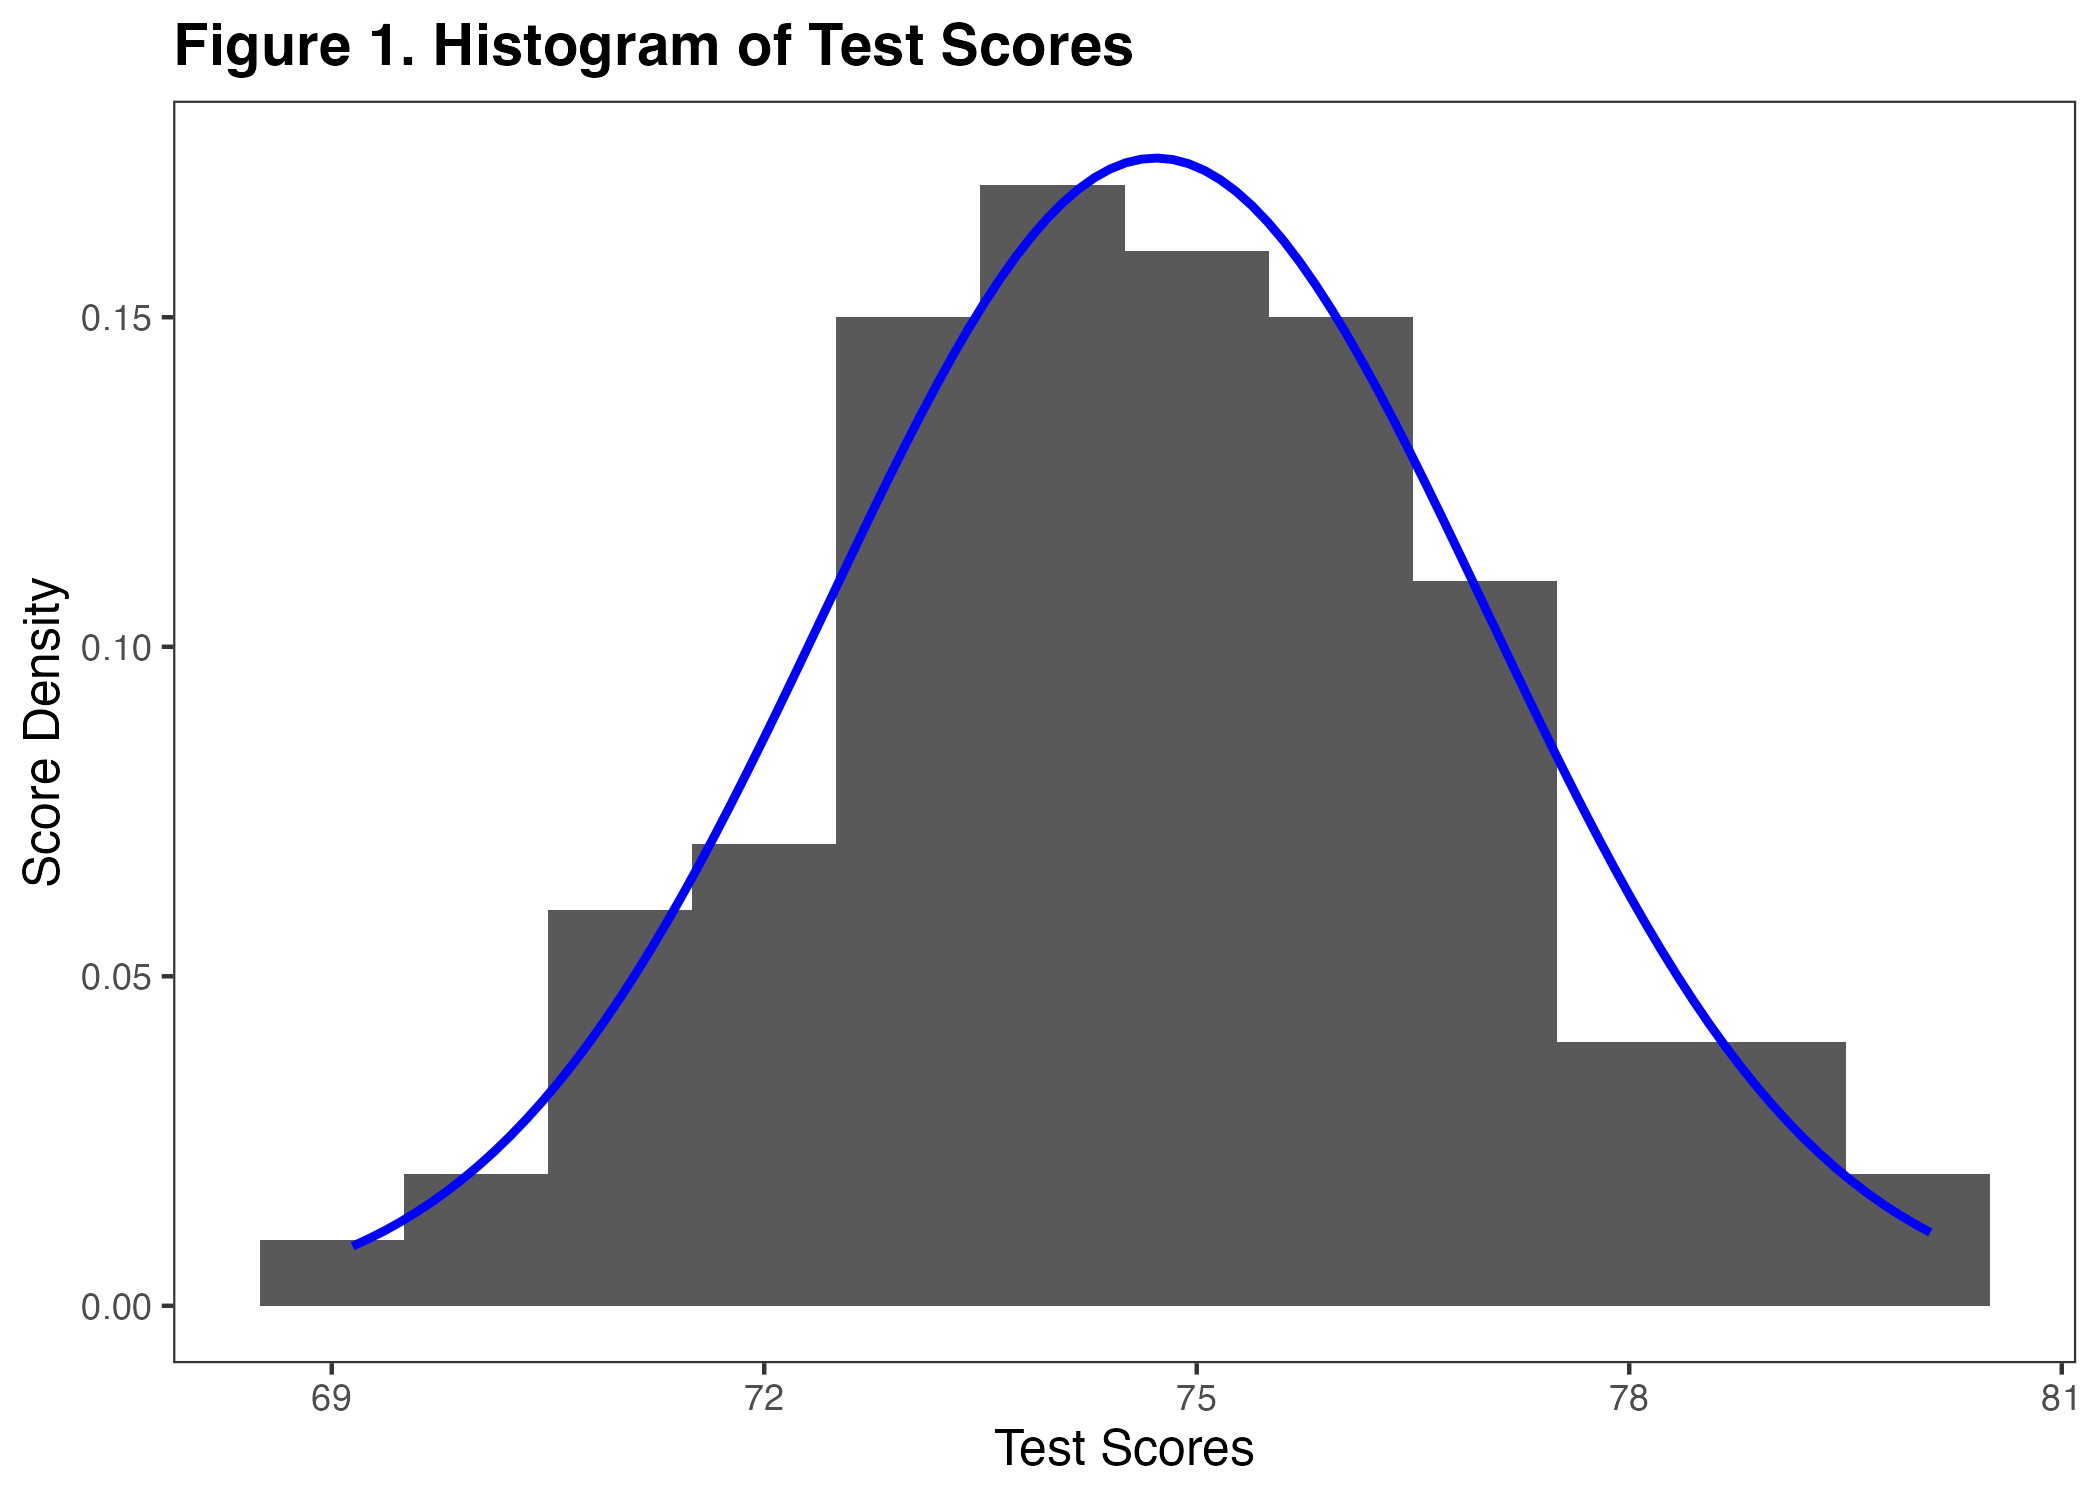 Figure 1. Histogram of Test Scores
Score Density
0.15
0.10
0.05
0.00
69 72 75 78 81
Test Scores